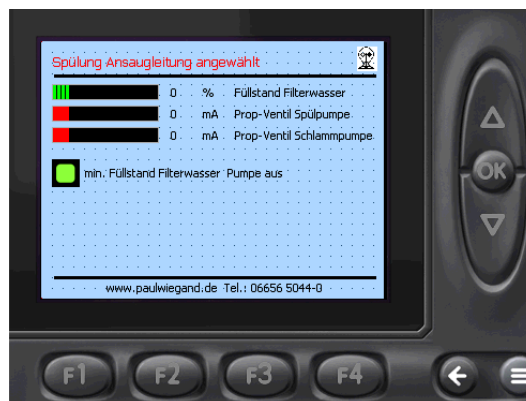 Spülung Ansaugleitung angewählt
0 % Füllstand Filterwasser
0 mA Prop-Ventil Spülpumpe
0 mA Prop-Ventil Schlammpumpe
min. Füllstand Filterwasser Pumpe aus
www.paulwiegand.de Tel.: 06656 5044-0
OK
F1 F2 F3 F4